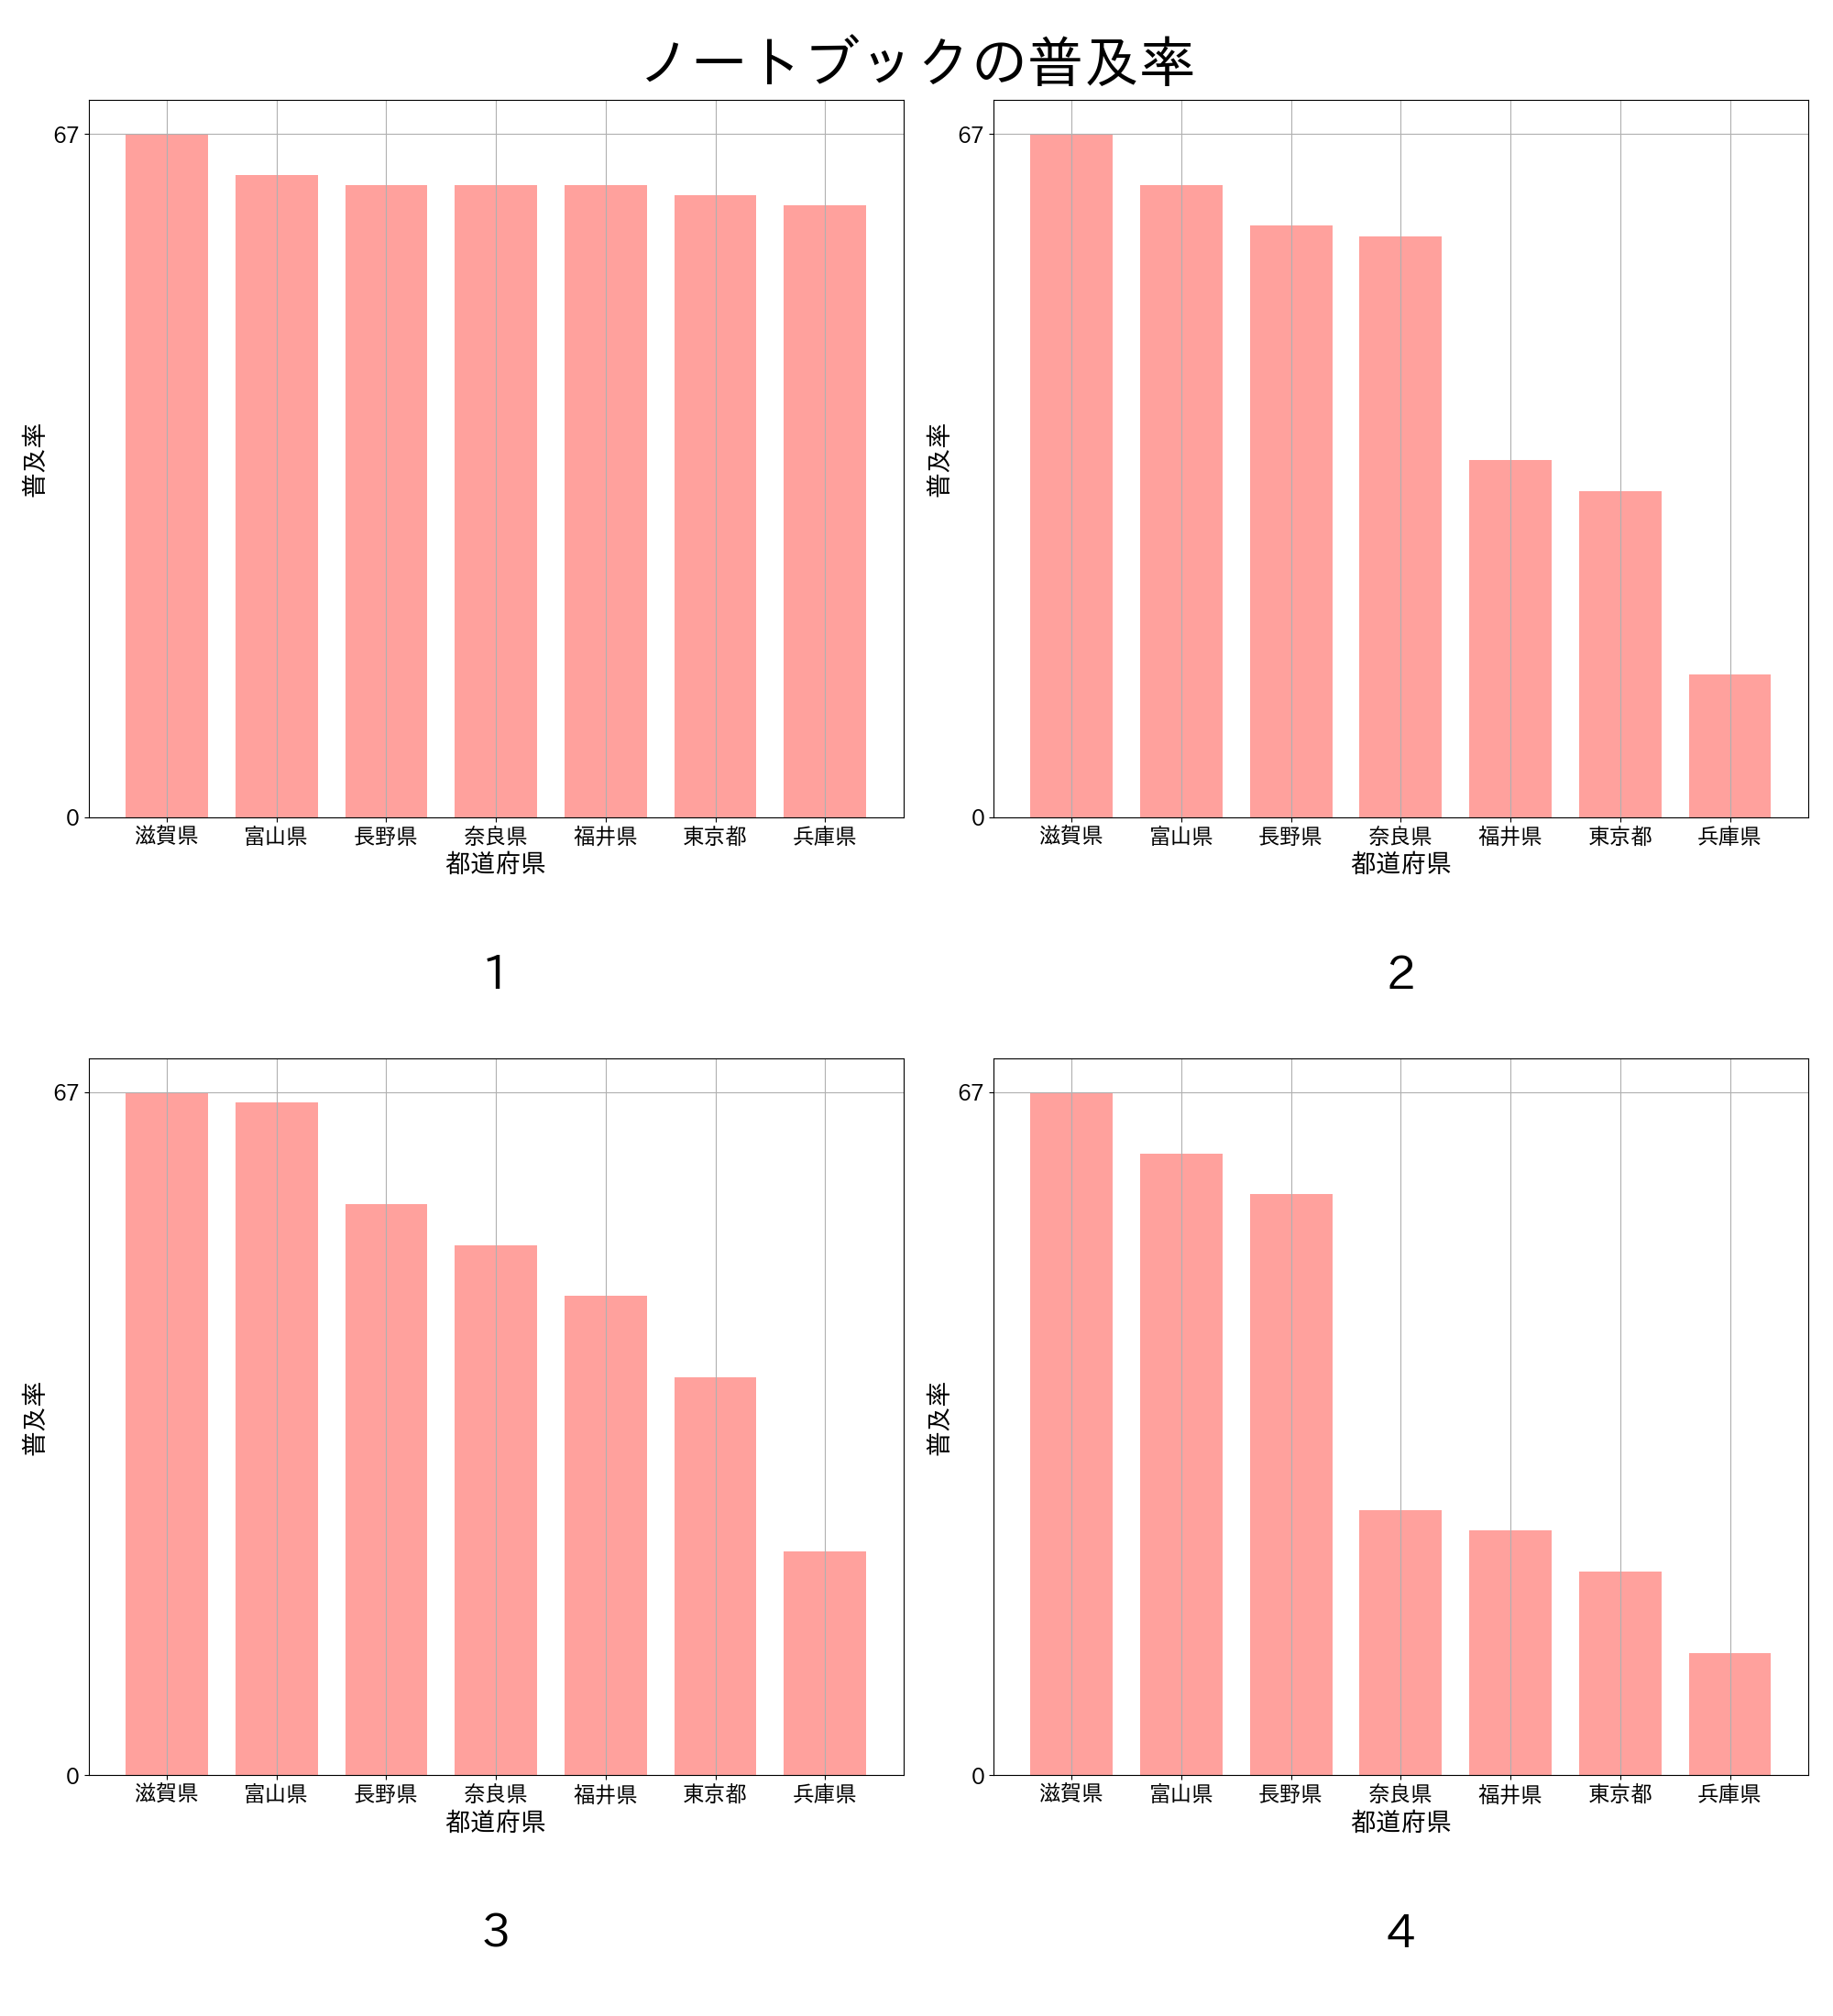 ノートブックの普及率
67
普及率
0
滋賀県 富山県 長野県 奈良県 福井県 東京都 兵庫県
都道府県
1
67
普及率
0
滋賀県 富山県 長野県 奈良県 福井県 東京都 兵庫県
都道府県
2
67
普及率
0
滋賀県 富山県 長野県 奈良県 福井県 東京都 兵庫県
都道府県
3
67
普及率
0
滋賀県 富山県 長野県 奈良県 福井県 東京都 兵庫県
都道府県
4